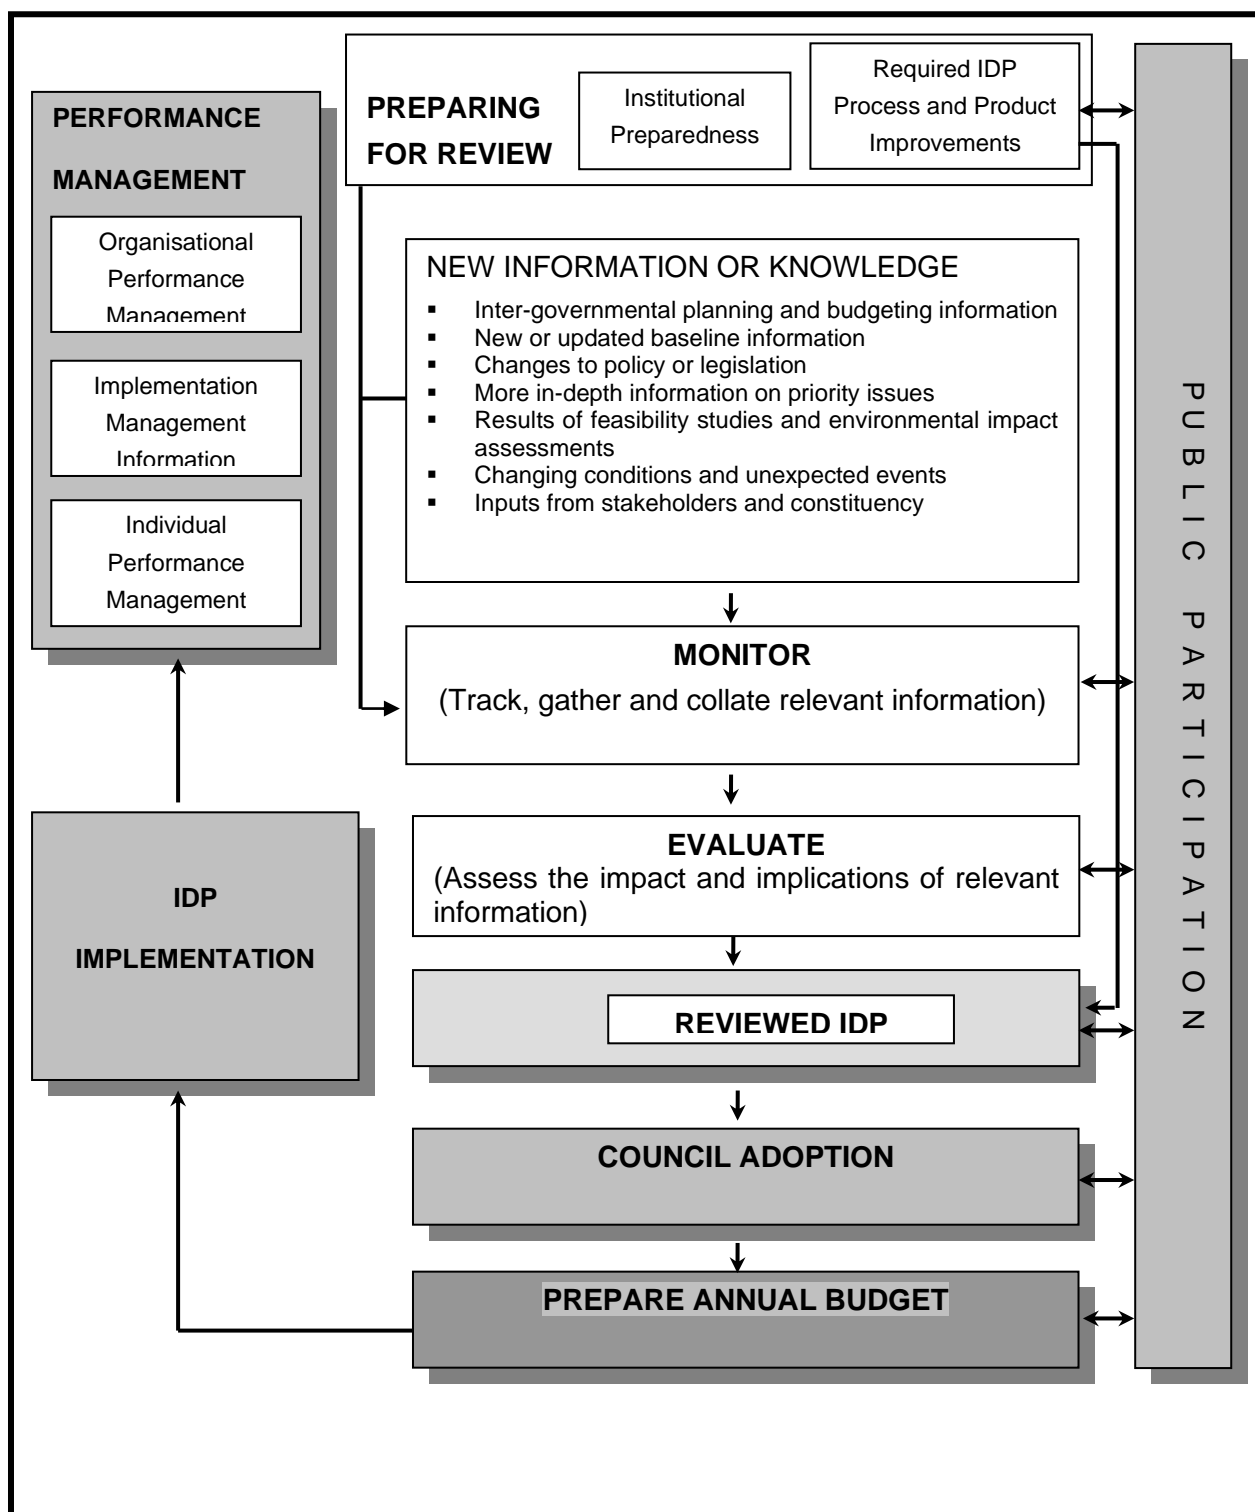 PERFORMANCE
MANAGEMENT
Organisational
Performance
Management
Implementation
Management
Information
Individual
Performance
Management
IDP
IMPLEMENTATION
PREPARING
FOR REVIEW
Institutional
Preparedness
Required IDP
Process and Product
Improvements
NEW INFORMATION OR KNOWLEDGE
▪ Inter-governmental planning and budgeting information
▪ New or updated baseline information
▪ Changes to policy or legislation
▪ More in-depth information on priority issues
▪ Results of feasibility studies and environmental impact
assessments
▪ Changing conditions and unexpected events
▪ Inputs from stakeholders and constituency
MONITOR
(Track, gather and collate relevant information)
EVALUATE
(Assess the impact and implications of relevant
information)
REVIEWED IDP
COUNCIL ADOPTION
PREPARE ANNUAL BUDGET
PUBLIC PARTICIPATION